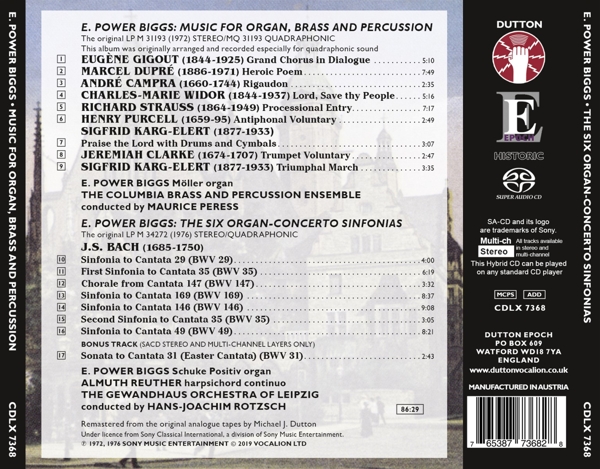 E. POWER BIGGS • MUSIC FOR ORGAN, BRASS AND PERCUSSION
CDLX 7368
E. POWER BIGGS: MUSIC FOR ORGAN, BRASS AND PERCUSSION
The original LP M 31193 (1972) STEREO/MQ 31193 QUADRAPHONIC
This album was originally arranged and recorded especially for quadraphonic sound
1 EUGÈNE GIGOUT (1844-1925) Grand Chorus in Dialogue 5:10
2 MARCEL DUPRÉ (1886-1971) Heroic Poem 7:49
3 ANDRÉ CAMPRA (1660-1744) Rigaudon 2:35
4 CHARLES-MARIE WIDOR (1844-1937) Lord, Save thy People 5:16
5 RICHARD STRAUSS (1864-1949) Processional Entry 7:17
6 HENRY PURCELL (1659-95) Antiphonal Voluntary 2:49
SIGFRID KARG-ELERT (1877-1933)
7 Praise the Lord with Drums and Cymbals 3:07
8 JEREMIAH CLARKE (1674-1707) Trumpet Voluntary 2:47
9 SIGFRID KARG-ELERT (1877-1933) Triumphal March 3:35
E. POWER BIGGS Möller organ
THE COLUMBIA BRASS AND PERCUSSION ENSEMBLE
conducted by MAURICE PERESS
E. POWER BIGGS: THE SIX ORGAN-CONCERTO SINFONIAS
The original LP M 34272 (1976) STEREO/QUADRAPHONIC
J.S. BACH (1685-1750)
10 Sinfonia to Cantata 29 (BWV 29) 4:00
11 First Sinfonia to Cantata 35 (BWV 35) 6:19
12 Chorale from Cantata 147 (BWV 147) 3:32
13 Sinfonia to Cantata 169 (BWV 169) 8:37
14 Sinfonia to Cantata 146 (BWV 146) 9:08
15 Second Sinfonia to Cantata 35 (BWV 35) 3:05
16 Sinfonia to Cantata 49 (BWV 49) 8:21
BONUS TRACK (SACD STEREO AND MULTI-CHANNEL LAYERS ONLY)
17 Sonata to Cantata 31 (Easter Cantata) (BWV 31) 2:43
E. POWER BIGGS Schuke Positiv organ
ALMUTH REUTHER harpsichord continuo
THE GEWANDHAUS ORCHESTRA OF LEIPZIG
conducted by HANS-JOACHIM ROTZSCH
86:29
Remastered from the original analogue tapes by Michael J. Dutton
Under licence from Sony Classical International, a division of Sony Music Entertainment.
℗ 1972, 1976 SONY MUSIC ENTERTAINMENT © 2019 VOCALION LTD
DUTTON
E
EPOCH
HISTORIC
SUPER AUDIO CD
SA-CD and its logo
are trademarks of Sony.
Multi-ch
Stereo
All tracks available
in stereo and
multi-channel
This Hybrid CD can be played
on any standard CD player
MCPS ADD
CDLX 7368
DUTTON EPOCH
PO BOX 609
WATFORD WD18 7YA
ENGLAND
www.duttonvocalion.co.uk
MANUFACTURED IN AUSTRIA
7 65387 73682 8
E. POWER BIGGS • THE SIX ORGAN-CONCERTO SINFONIAS
CDLX 7368